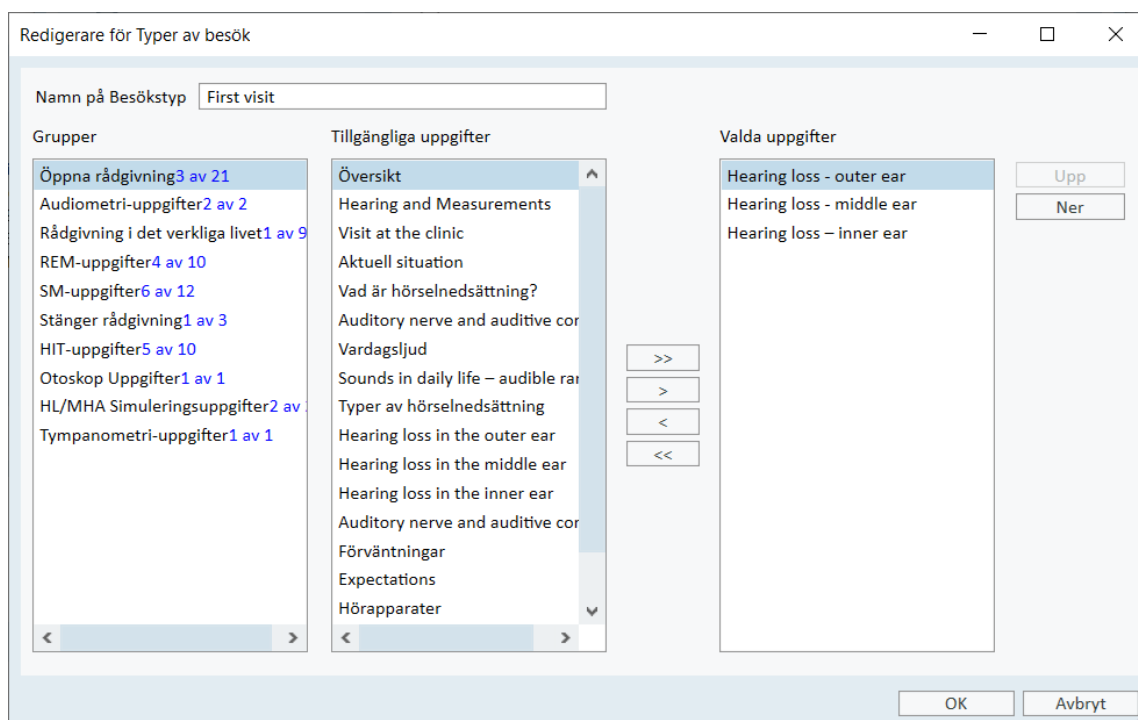 Redigerare för Typer av besök
Namn på Besökstyp First visit
Grupper
Öppna rådgivning3 av 21
Audiometri-uppgifter2 av 2
Rådgivning i det verkliga livet1 av 9
REM-uppgifter4 av 10
SM-uppgifter6 av 12
Stänger rådgivning1 av 3
HIT-uppgifter5 av 10
Otoskop Uppgifter1 av 1
HL/MHA Simuleringsuppgifter2 av
Tympanometri-uppgifter1 av 1
Tillgängliga uppgifter
Översikt
Hearing and Measurements
Visit at the clinic
Aktuell situation
Vad är hörselnedsättning?
Auditory nerve and auditive cor
Vardagsljud
Sounds in daily life – audible ran
Typer av hörselnedsättning
Hearing loss in the outer ear
Hearing loss in the middle ear
Hearing loss in the inner ear
Auditory nerve and auditive cor
Förväntningar
Expectations
Hörapparater
>>
>
<
<<
Valda uppgifter
Hearing loss - outer ear
Hearing loss - middle ear
Hearing loss – inner ear
Upp
Ner
OK Avbryt